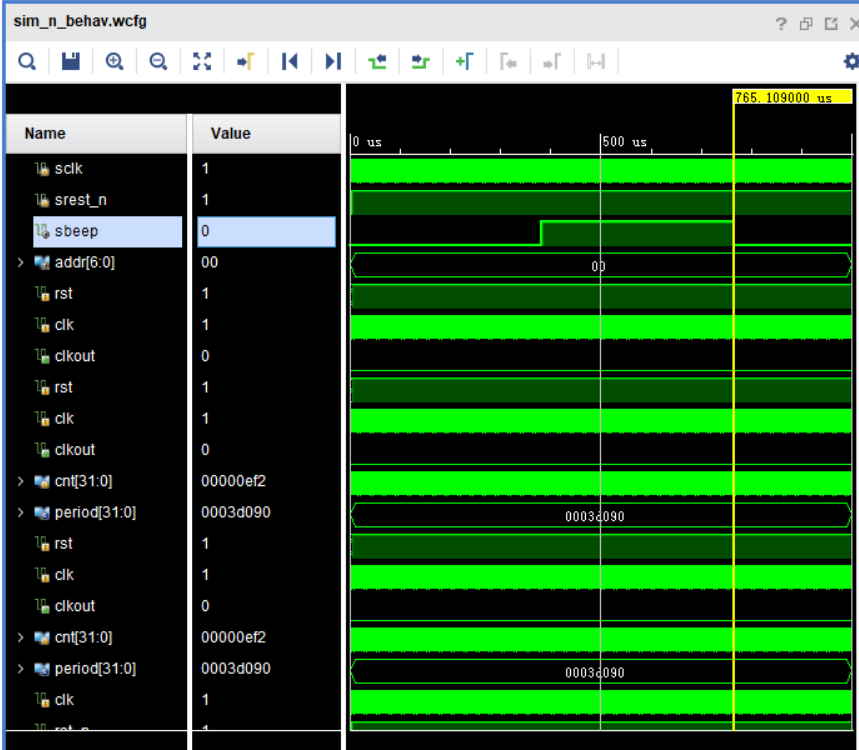 sim_n_behav.wcfg
765.109000 us
Name Value
0 us 500 us
sclk 1
srest_n 1
sbeep 0
addr[6:0] 00 00
rst 1
clk 1
clkout 0
rst 1
clk 1
clkout 0
cnt[31:0] 00000ef2
period[31:0] 0003d090 0003d090
rst 1
clk 1
clkout 0
cnt[31:0] 00000ef2
period[31:0] 0003d090 0003d090
clk 1